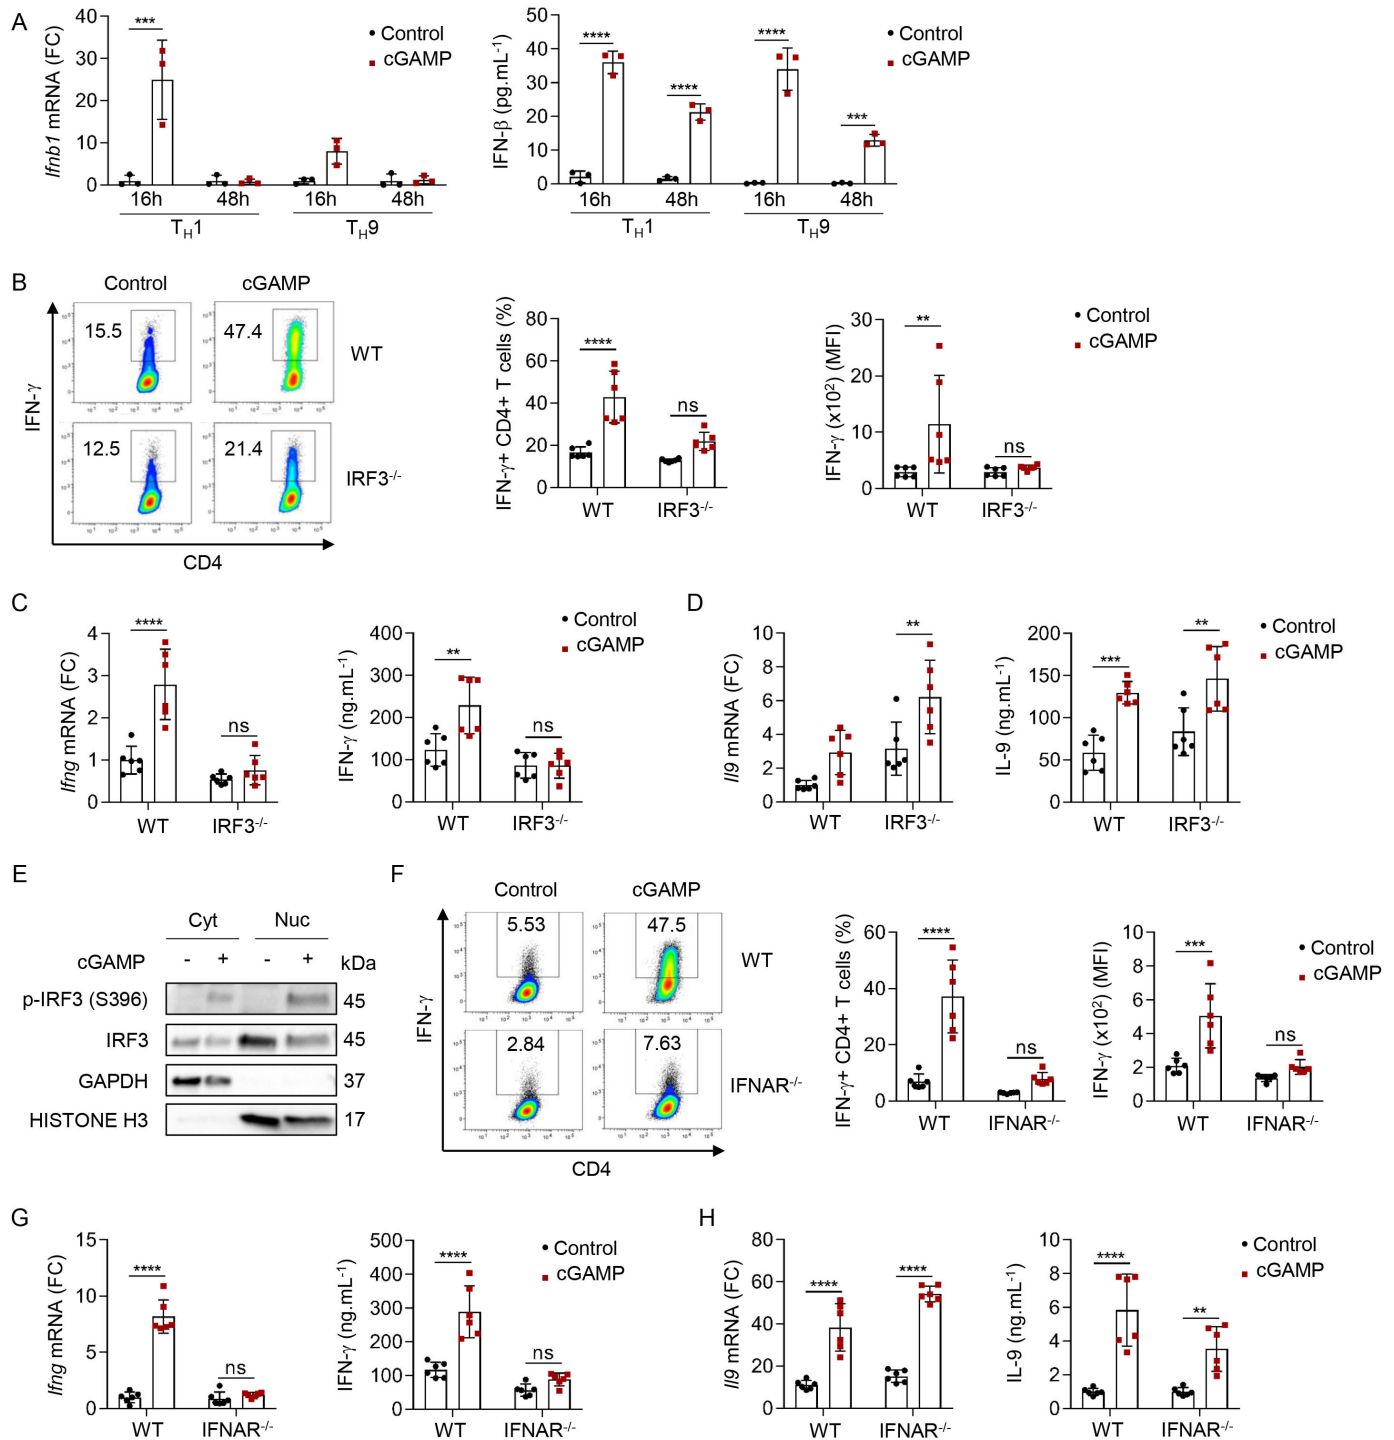 A
Ifnb1 mRNA (FC)
40
30
20
10
0
***
Control
cGAMP
16h 48h 16h 48h
TH1 TH9
IFN-β (pg.mL-1)
50
40
30
20
10
0
**** **** **** ***
Control
cGAMP
16h 48h 16h 48h
TH1 TH9
B
Control cGAMP
15.5 47.4 WT
12.5 21.4 IRF3-/-
IFN-γ
CD4
IFN-γ+ CD4+ T cells (%)
80
60
40
20
0
**** ns
WT IRF3-/-
IFN-γ (x102) (MFI)
30
20
10
0
** ns
WT IRF3-/-
Control
cGAMP
C
Ifng mRNA (FC)
4
3
2
1
0
**** ns
WT IRF3-/-
IFN-γ (ng.mL-1)
400
300
200
100
0
** ns
WT IRF3-/-
Control
cGAMP
D
Il9 mRNA (FC)
10
8
6
4
2
0
**
WT IRF3-/-
IL-9 (ng.mL-1)
200
150
100
50
0
*** **
WT IRF3-/-
Control
cGAMP
E
Cyt Nuc
cGAMP - + - + kDa
p-IRF3 (S396) 45
IRF3 45
GAPDH 37
HISTONE H3 17
F
Control cGAMP
5.53 47.5 WT
2.84 7.63 IFNAR-/-
IFN-γ
CD4
IFN-γ+ CD4+ T cells (%)
60
40
20
0
**** ns
WT IFNAR-/-
IFN-γ (x102) (MFI)
10
8
6
4
2
0
*** ns
WT IFNAR-/-
Control
cGAMP
G
Ifng mRNA (FC)
15
10
5
0
**** ns
WT IFNAR-/-
IFN-γ (ng.mL-1)
500
400
300
200
100
0
**** ns
WT IFNAR-/-
Control
cGAMP
H
Il9 mRNA (FC)
80
60
40
20
0
**** ****
WT IFNAR-/-
IL-9 (ng.mL-1)
10
8
6
4
2
0
**** **
WT IFNAR-/-
Control
cGAMP